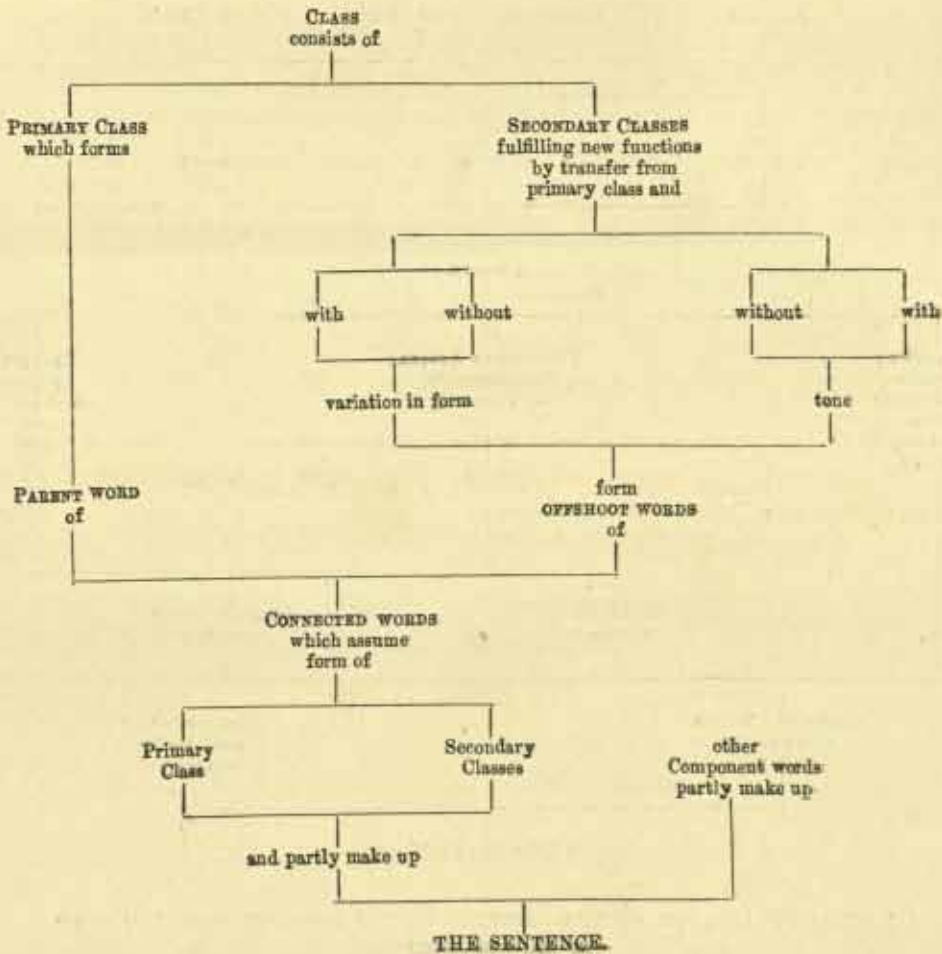 CLASS
consists of
PRIMARY CLASS
which forms
SECONDARY CLASSES
fulfilling new functions
by transfer from
primary class and
with without without with
variation in form tone
PARENT WORD
of
form
OFFSHOOT WORDS
of
CONNECTED WORDS
which assume
form of
Primary
Class
Secondary
Classes
other
Component words
partly make up
and partly make up
THE SENTENCE.